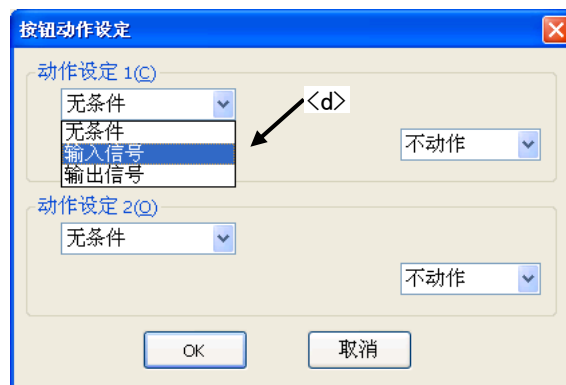 按钮动作设定
动作设定 1(C)
无条件
<d>
无条件
输入信号
输出信号
不动作
动作设定 2(O)
无条件
不动作
OK
取消